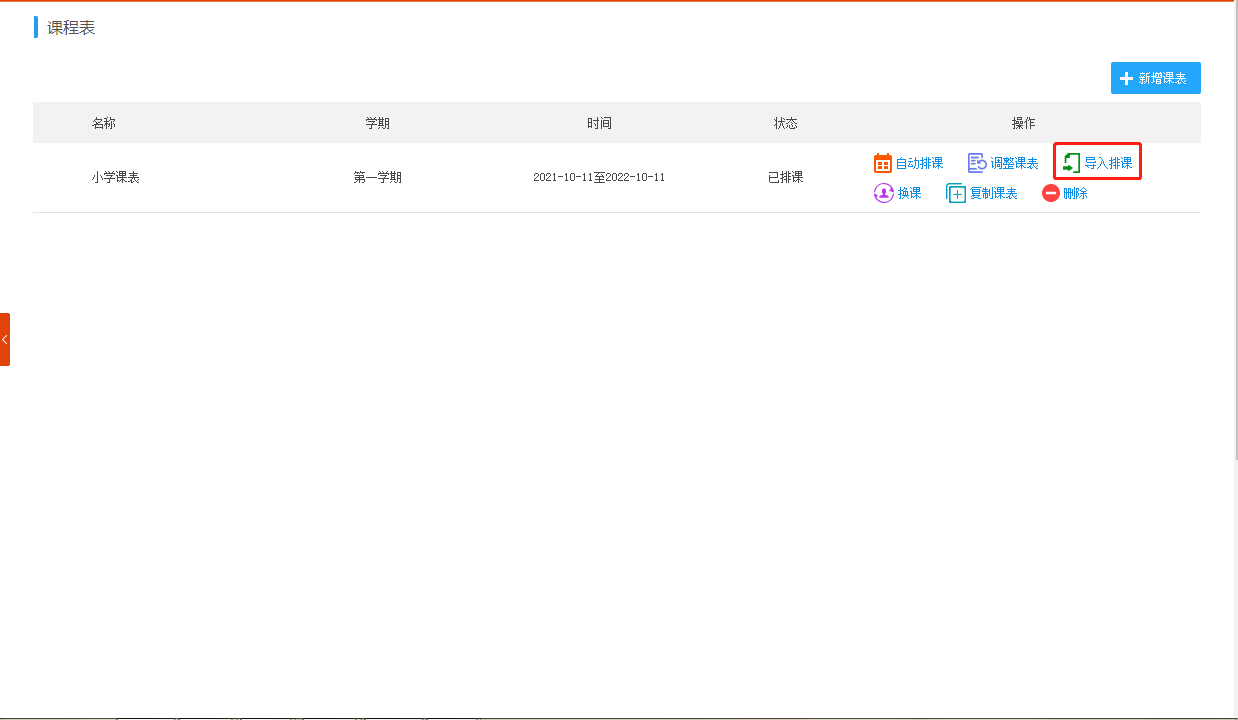 课程表
新增课表
名称 学期 时间 状态 操作
小学课表 第一学期 2021-10-11至2022-10-11 已排课 自动排课 调整课表 导入排课
换课 复制课表 删除